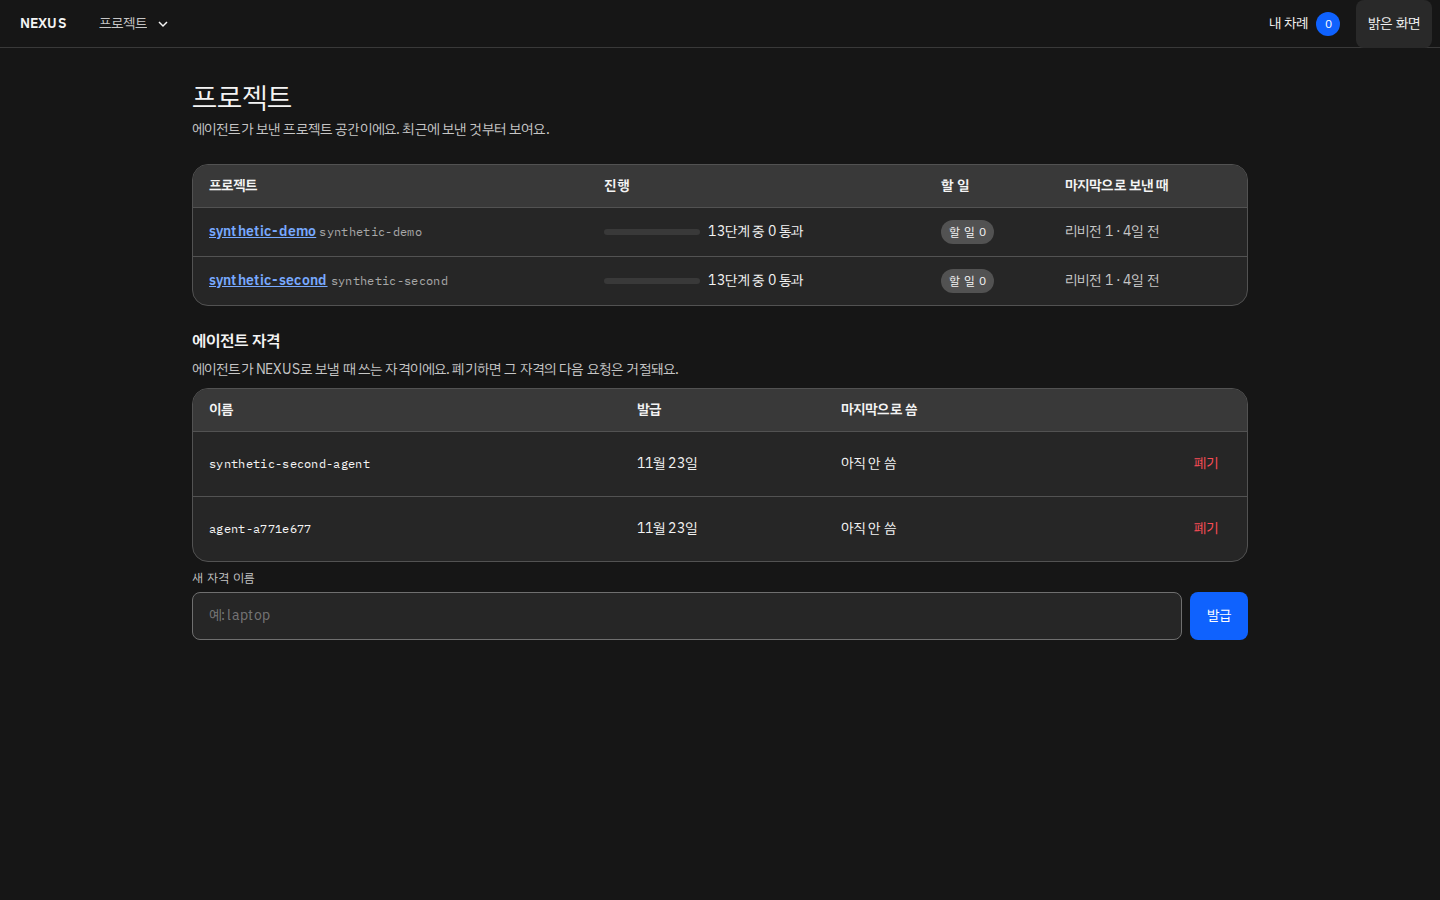 NEXUS 프로젝트 내 차례 0 밝은 화면
프로젝트
에이전트가 보낸 프로젝트 공간이에요. 최근에 보낸 것부터 보여요.
프로젝트 진행 할 일 마지막으로 보낸 때
synthetic-demo synthetic-demo 13단계 중 0 통과 할 일 0 리비전 1 · 4일 전
synthetic-second synthetic-second 13단계 중 0 통과 할 일 0 리비전 1 · 4일 전
에이전트 자격
에이전트가 NEXUS로 보낼 때 쓰는 자격이에요. 폐기하면 그 자격의 다음 요청은 거절돼요.
이름 발급 마지막으로 씀
synthetic-second-agent 11월 23일 아직 안 씀 폐기
agent-a771e677 11월 23일 아직 안 씀 폐기
새 자격 이름
예: laptop 발급